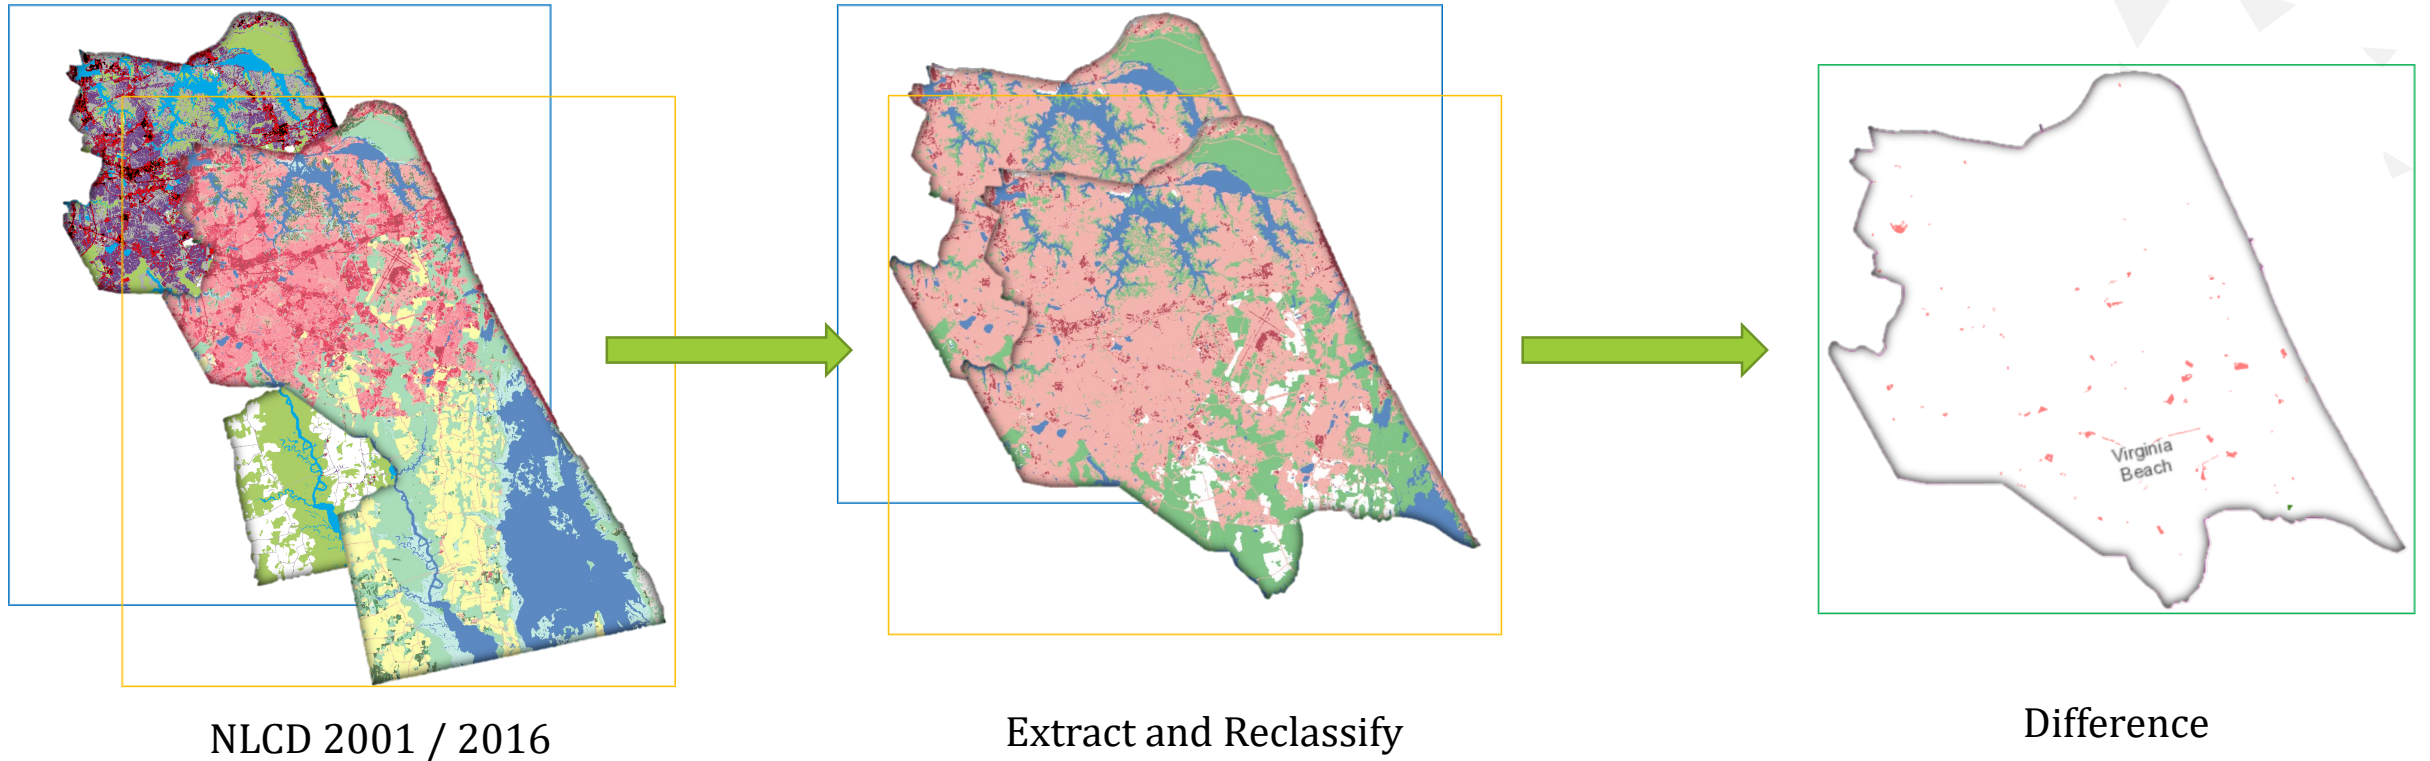 Virginia
Beach
NLCD 2001 / 2016
Extract and Reclassify
Difference